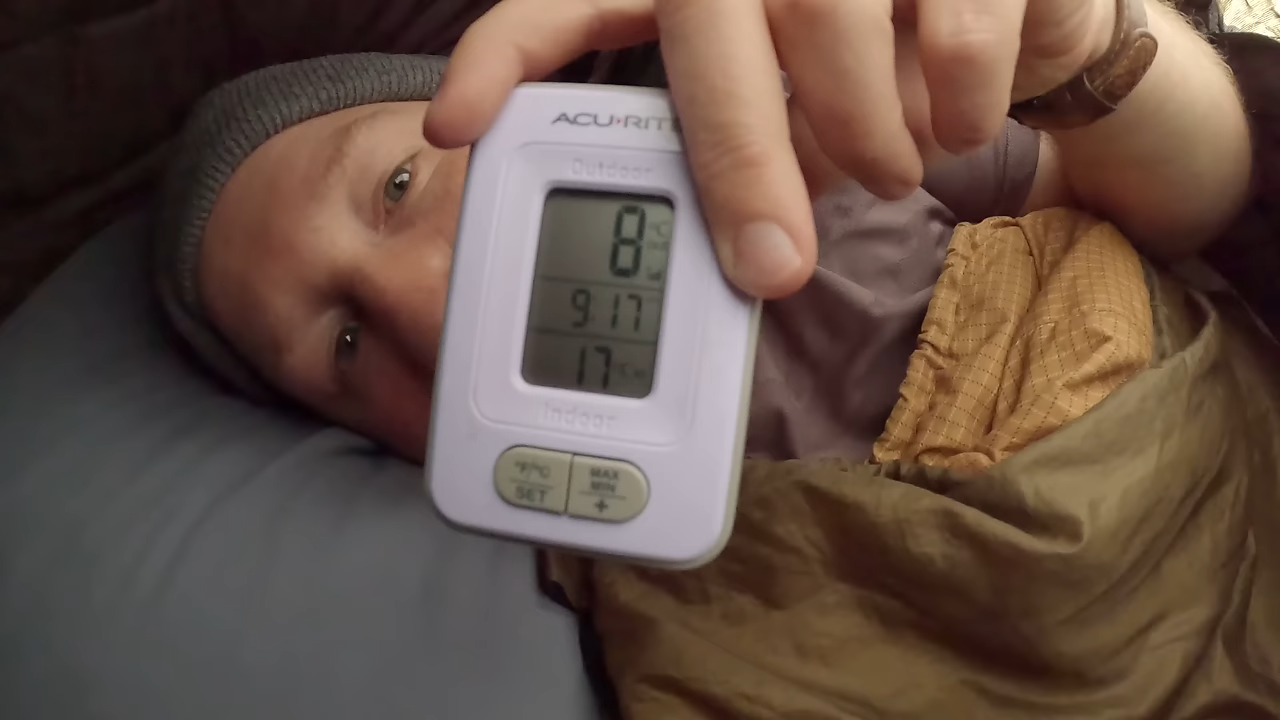 ACU›RITE
Outdoor
8 °C
9:17
17 °C
Indoor
°F/°C
SET
MAX
MIN
+